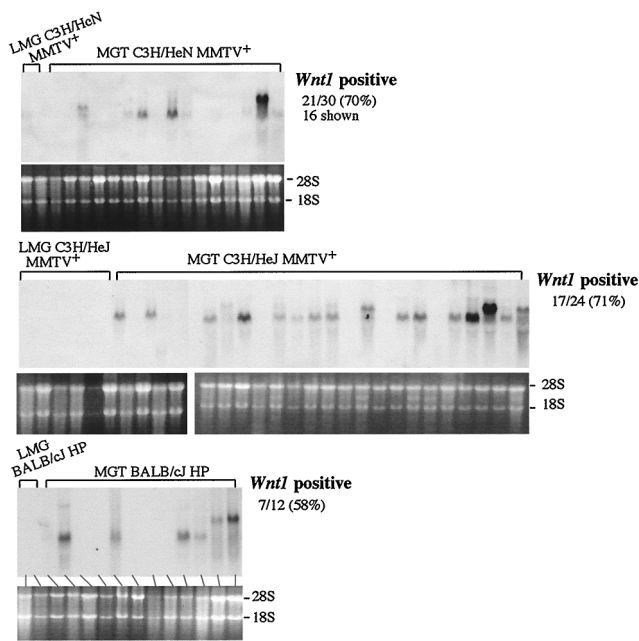 LMG C3H/HeN
MMTV+
MGT C3H/HeN MMTV+
Wnt1 positive
21/30 (70%)
16 shown
28S
18S
LMG C3H/HeJ
MMTV+
MGT C3H/HeJ MMTV+
Wnt1 positive
17/24 (71%)
28S
18S
LMG
BALB/cJ HP
MGT BALB/cJ HP
Wnt1 positive
7/12 (58%)
28S
18S